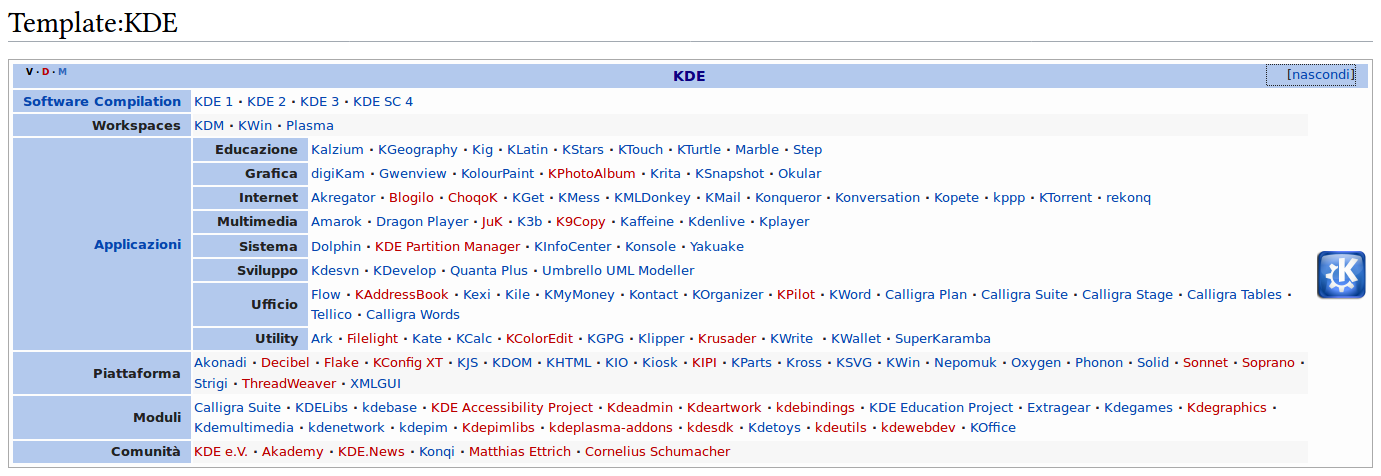 Template:KDE
V · D · M KDE [nascondi]
Software Compilation KDE 1 · KDE 2 · KDE 3 · KDE SC 4
Workspaces KDM · KWin · Plasma
Educazione Kalzium · KGeography · Kig · KLatin · KStars · KTouch · KTurtle · Marble · Step
Grafica digiKam · Gwenview · KolourPaint · KPhotoAlbum · Krita · KSnapshot · Okular
Internet Akregator · Blogilo · ChoqoK · KGet · KMess · KMLDonkey · KMail · Konqueror · Konversation · Kopete · kppp · KTorrent · rekonq
Multimedia Amarok · Dragon Player · JuK · K3b · K9Copy · Kaffeine · Kdenlive · Kplayer
Applicazioni Sistema Dolphin · KDE Partition Manager · KInfoCenter · Konsole · Yakuake
Sviluppo Kdesvn · KDevelop · Quanta Plus · Umbrello UML Modeller
Ufficio Flow · KAddressBook · Kexi · Kile · KMyMoney · Kontact · KOrganizer · KPilot · KWord · Calligra Plan · Calligra Suite · Calligra Stage · Calligra Tables ·
Tellico · Calligra Words
Utility Ark · Filelight · Kate · KCalc · KColorEdit · KGPG · Klipper · Krusader · KWrite · KWallet · SuperKaramba
Piattaforma Akonadi · Decibel · Flake · KConfig XT · KJS · KDOM · KHTML · KIO · Kiosk · KIPI · KParts · Kross · KSVG · KWin · Nepomuk · Oxygen · Phonon · Solid · Sonnet · Soprano ·
Strigi · ThreadWeaver · XMLGUI
Moduli Calligra Suite · KDELibs · kdebase · KDE Accessibility Project · Kdeadmin · Kdeartwork · kdebindings · KDE Education Project · Extragear · Kdegames · Kdegraphics ·
Kdemultimedia · kdenetwork · kdepim · Kdepimlibs · kdeplasma-addons · kdesdk · Kdetoys · kdeutils · kdewebdev · KOffice
Comunità KDE e.V. · Akademy · KDE.News · Konqi · Matthias Ettrich · Cornelius Schumacher